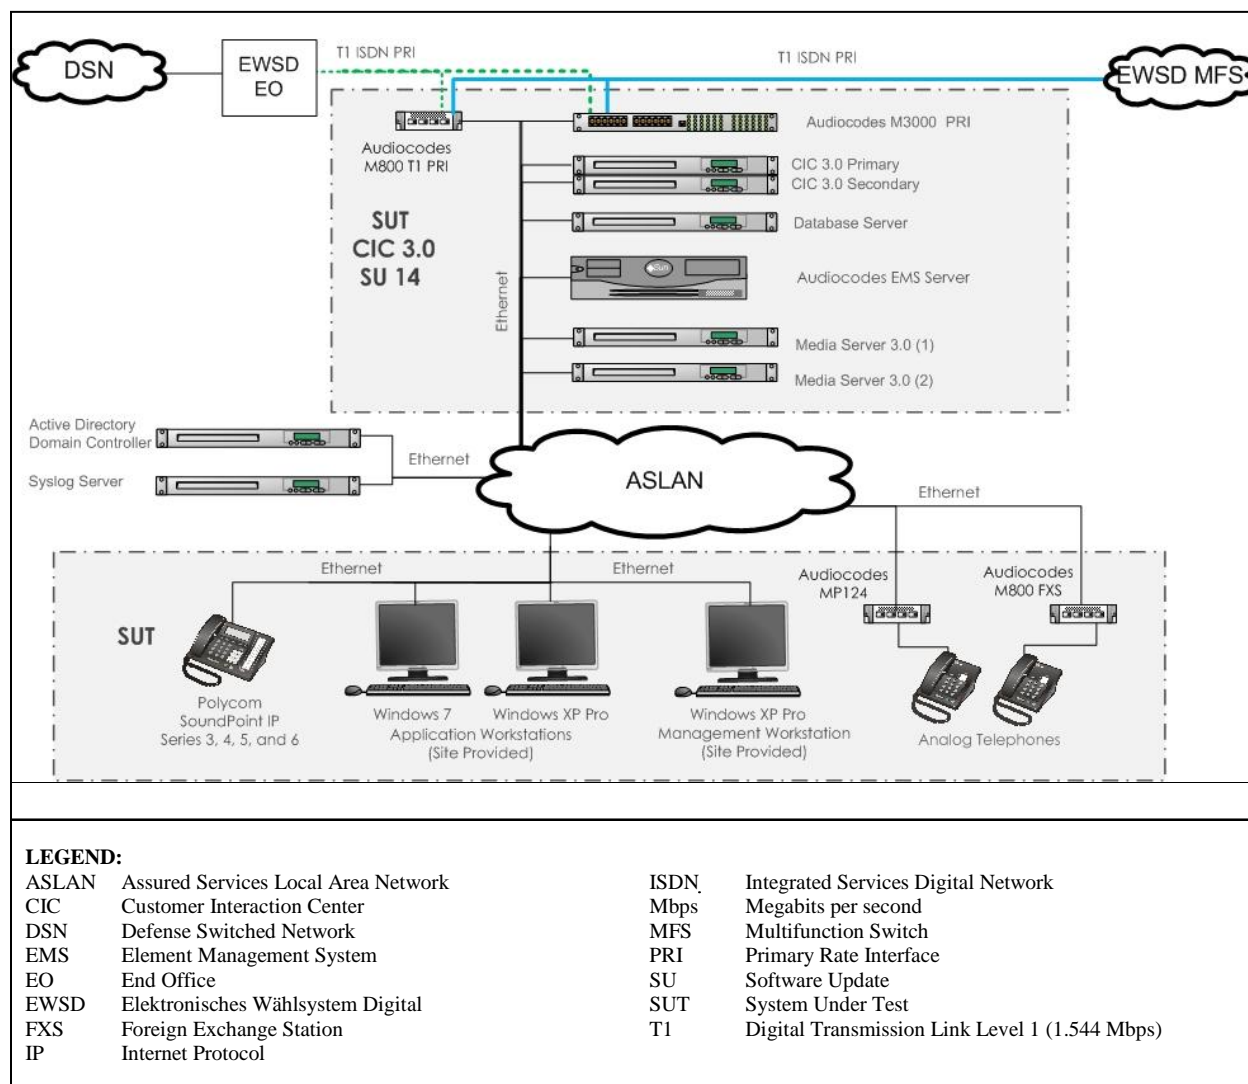 DSN
EWSD
EO
T1 ISDN PRI
T1 ISDN PRI
EWSD MFS
Audiocodes
M800 T1 PRI
Audiocodes M3000 PRI
CIC 3.0 Primary
CIC 3.0 Secondary
SUT
CIC 3.0
SU 14
Database Server
Sun
Audiocodes EMS Server
Ethernet
Media Server 3.0 (1)
Media Server 3.0 (2)
Active Directory
Domain Controller
Syslog Server
Ethernet
ASLAN
Ethernet
Ethernet
Ethernet
Audiocodes
MP124
Audiocodes
M800 FXS
SUT
Polycom
SoundPoint IP
Series 3, 4, 5, and 6
Windows 7
Windows XP Pro
Application Workstations
(Site Provided)
Windows XP Pro
Management Workstation
(Site Provided)
Analog Telephones
LEGEND:
ASLAN Assured Services Local Area Network
CIC Customer Interaction Center
DSN Defense Switched Network
EMS Element Management System
EO End Office
EWSD Elektronisches Wählsystem Digital
FXS Foreign Exchange Station
IP Internet Protocol
ISDN Integrated Services Digital Network
Mbps Megabits per second
MFS Multifunction Switch
PRI Primary Rate Interface
SU Software Update
SUT System Under Test
T1 Digital Transmission Link Level 1 (1.544 Mbps)